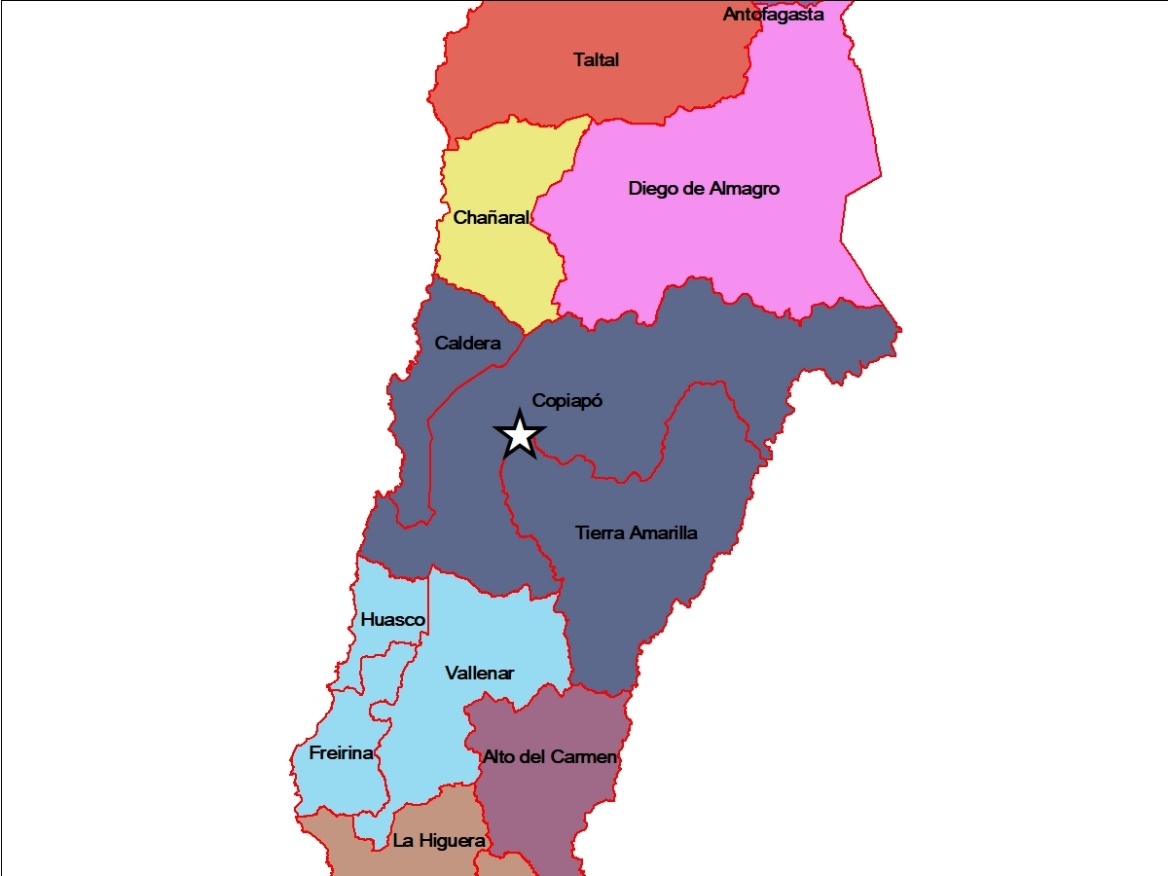 Antofagasta
Taltal
Diego de Almagro
Chañaral
Caldera
Copiapó
Tierra Amarilla
Huasco
Vallenar
Freirina
Alto del Carmen
La Higuera